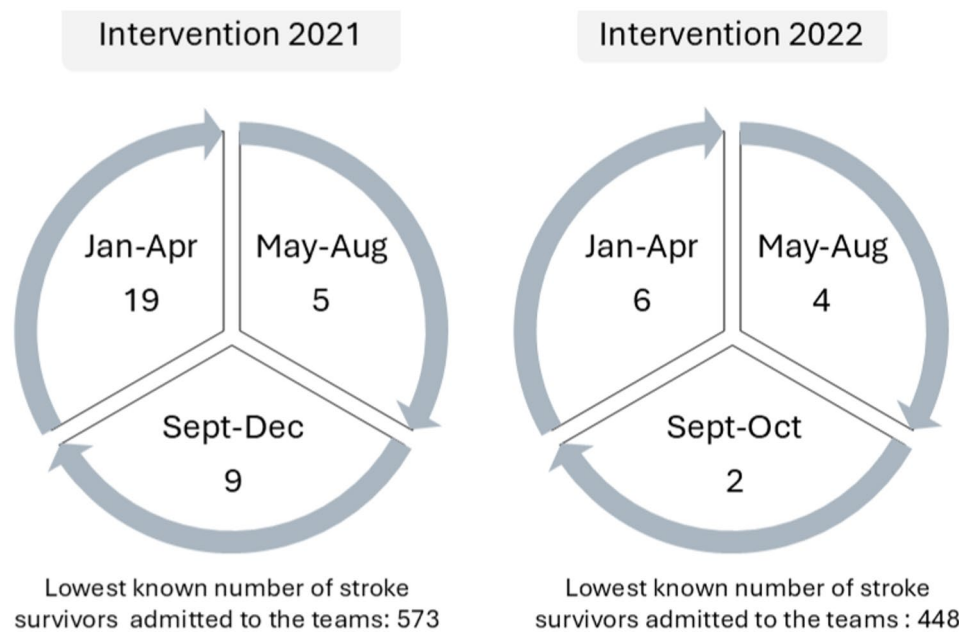 Intervention 2021
Jan-Apr
19
May-Aug
5
Sept-Dec
9
Lowest known number of stroke
survivors admitted to the teams: 573
Intervention 2022
Jan-Apr
6
May-Aug
4
Sept-Oct
2
Lowest known number of stroke
survivors admitted to the teams : 448